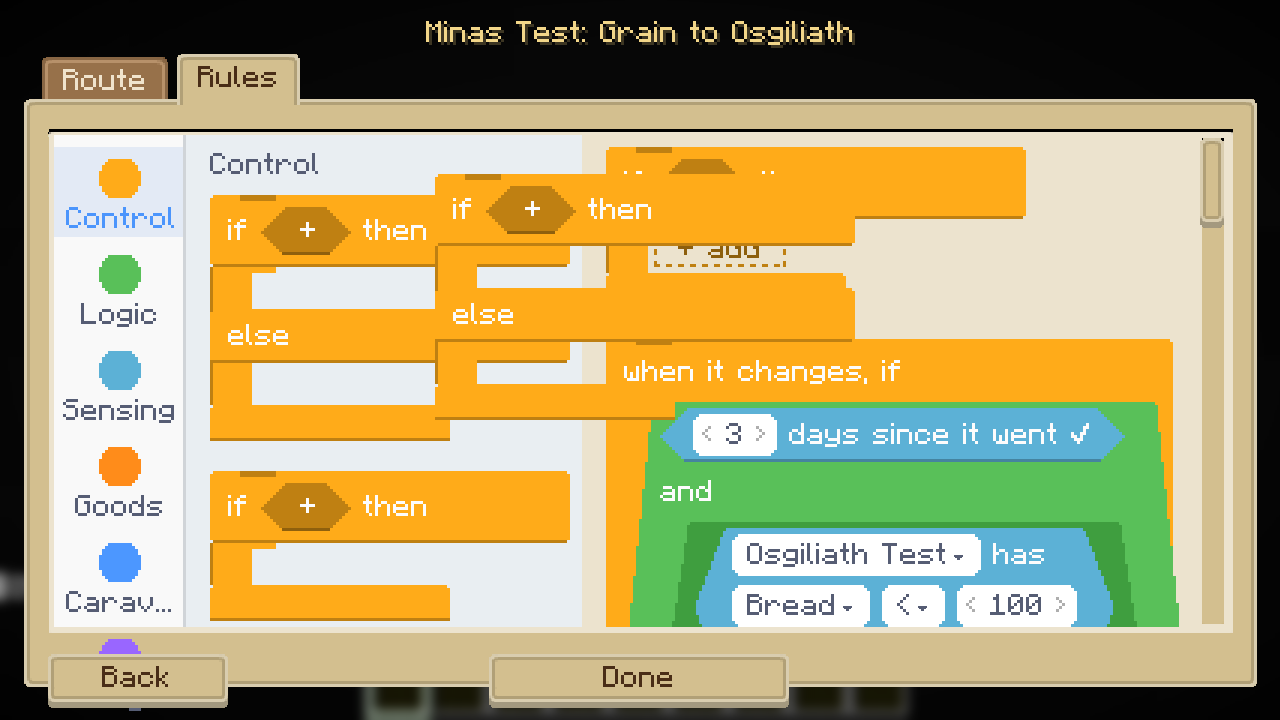 Minas Test: Grain to Osgiliath
Route
Rules
Control
Control
Logic
Sensing
Goods
Carav...
if + then
else
if + then
if + then
else
+ add
when it changes, if
< 3 > days since it went ✓
and
Osgiliath Test has
Bread < < 100 >
Back
Done